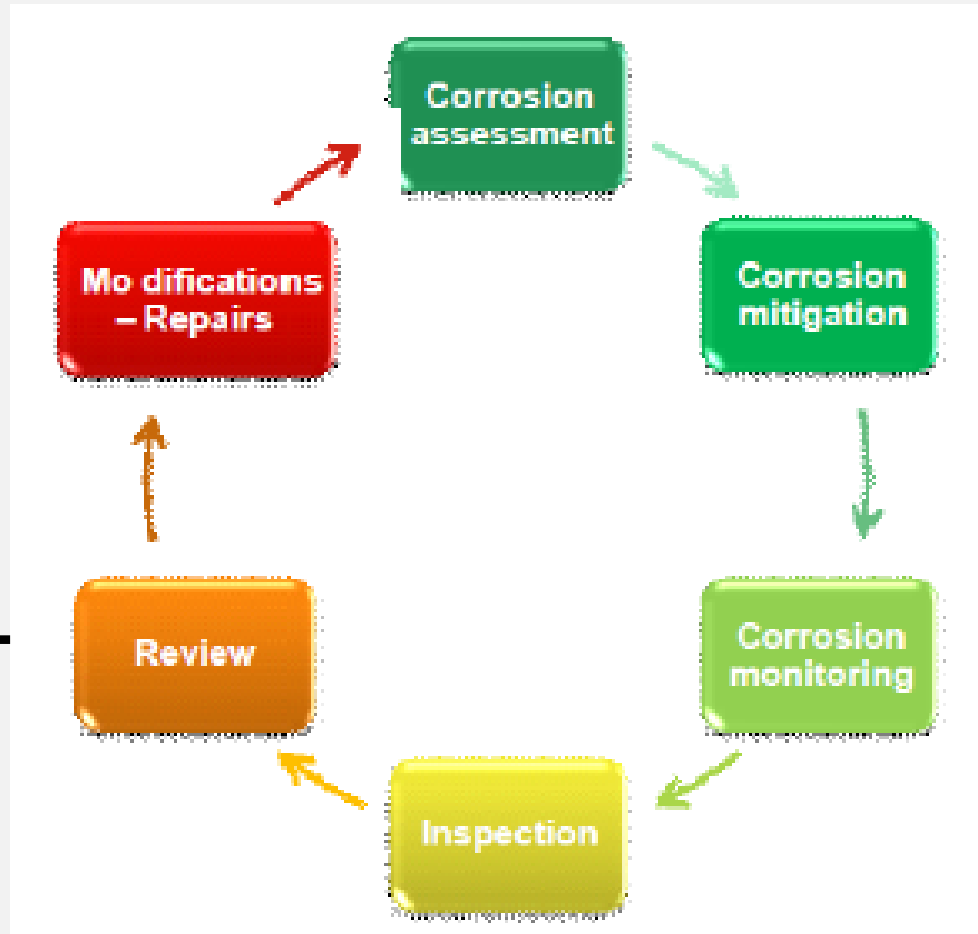 Corrosion
assessment
Corrosion
mitigation
Corrosion
monitoring
Inspection
Review
Mo difications
– Repairs